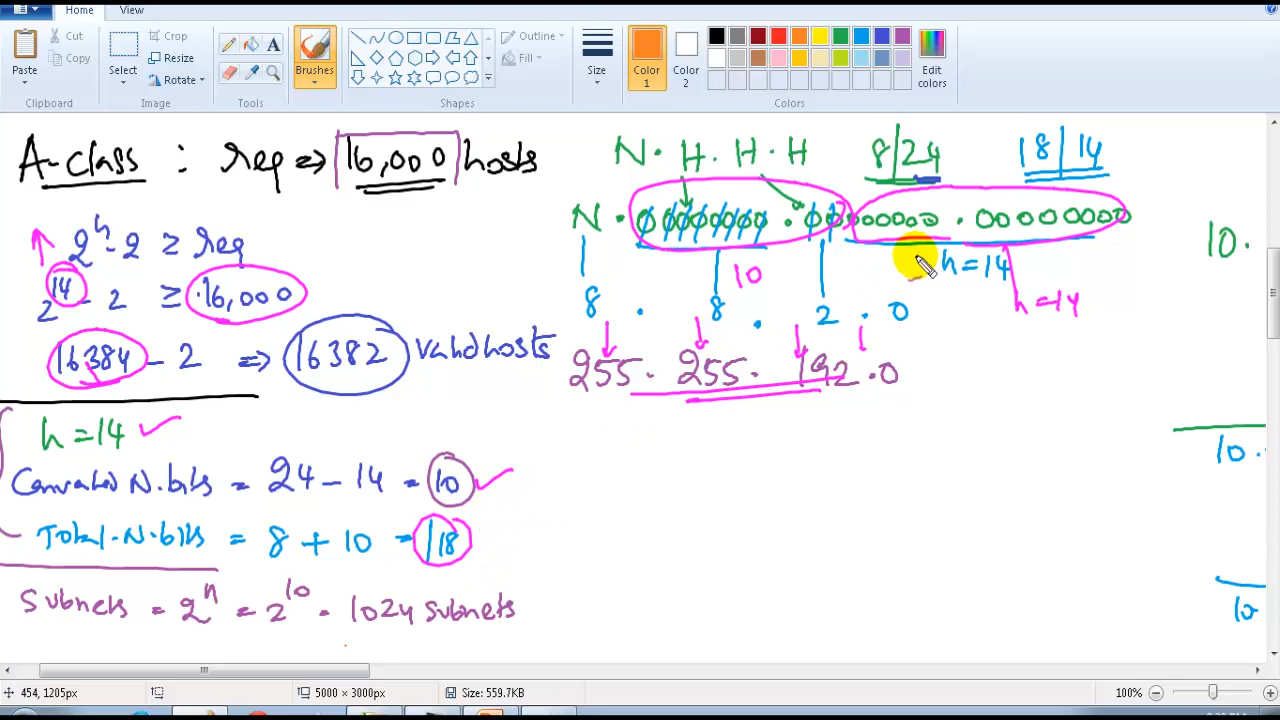 Home View
Paste
Cut
Copy
Clipboard
Select
Crop
Resize
Rotate
Image
Tools
Brushes
Outline
Fill
Shapes
Size
Color 1
Color 2
Edit colors
Colors
A-class : req ⇒ 16,000 hosts
2^h - 2 ≥ req
2^14 - 2 ≥ 16,000
16384 - 2 ⇒ 16382 valid hosts
h = 14
N.bits = 24 - 14 = 10
Total.N.bits = 8 + 10 = 18
Subnets = 2^n = 2^10 = 1024 subnets
N. H. H. H
8/24
18 | 14
N . 00000000 . 00000000 . 00000000
10
h = 14
h = 14
8 . 8 . 2 . 0
255. 255. 192 .0
10.
10.
10
454, 1205px
5000 × 3000px
Size: 559.7KB
100%